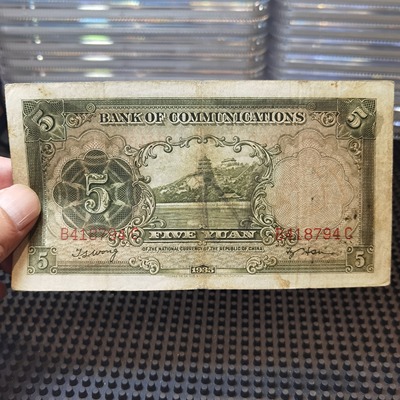 5 5
BANK OF COMMUNICATIONS
5
B418794C B418794C
FIVE YUAN
OF THE NATIONAL CURRENCY OF THE REPUBLIC OF CHINA
5 1935 5